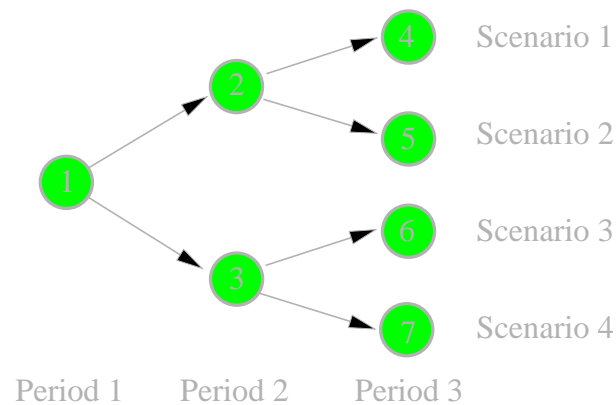 4 Scenario 1
2
5 Scenario 2
1
6 Scenario 3
3
7 Scenario 4
Period 1 Period 2 Period 3